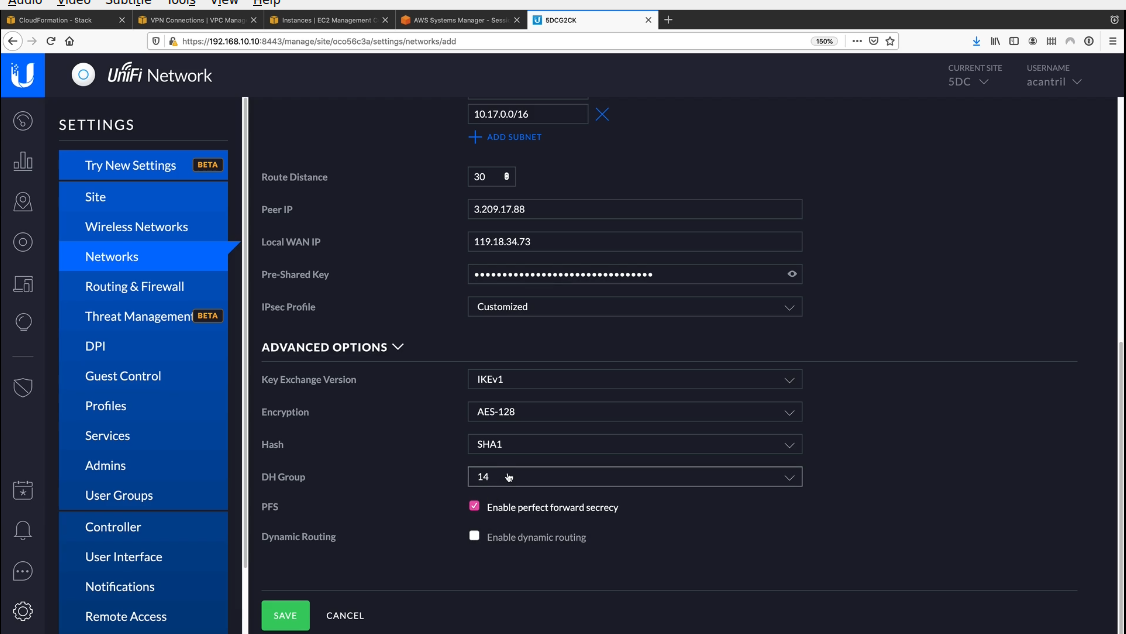 Audio Video Subtitle Tools View Help
CloudFormation - Stack
VPN Connections | VPC Manag
Instances | EC2 Management C
AWS Systems Manager - Sessi
5DCG2CK
https://192.168.10.10:8443/manage/site/oco56c3a/settings/networks/add
150%
UniFi Network
CURRENT SITE
5DC
USERNAME
acantril
SETTINGS
Try New Settings BETA
Site
Wireless Networks
Networks
Routing & Firewall
Threat Management BETA
DPI
Guest Control
Profiles
Services
Admins
User Groups
Controller
User Interface
Notifications
Remote Access
10.17.0.0/16
ADD SUBNET
Route Distance 30
Peer IP 3.209.17.88
Local WAN IP 119.18.34.73
Pre-Shared Key ••••••••••••••••••••••••••••••••
IPsec Profile Customized
ADVANCED OPTIONS
Key Exchange Version IKEv1
Encryption AES-128
Hash SHA1
DH Group 14
PFS Enable perfect forward secrecy
Dynamic Routing Enable dynamic routing
SAVE CANCEL